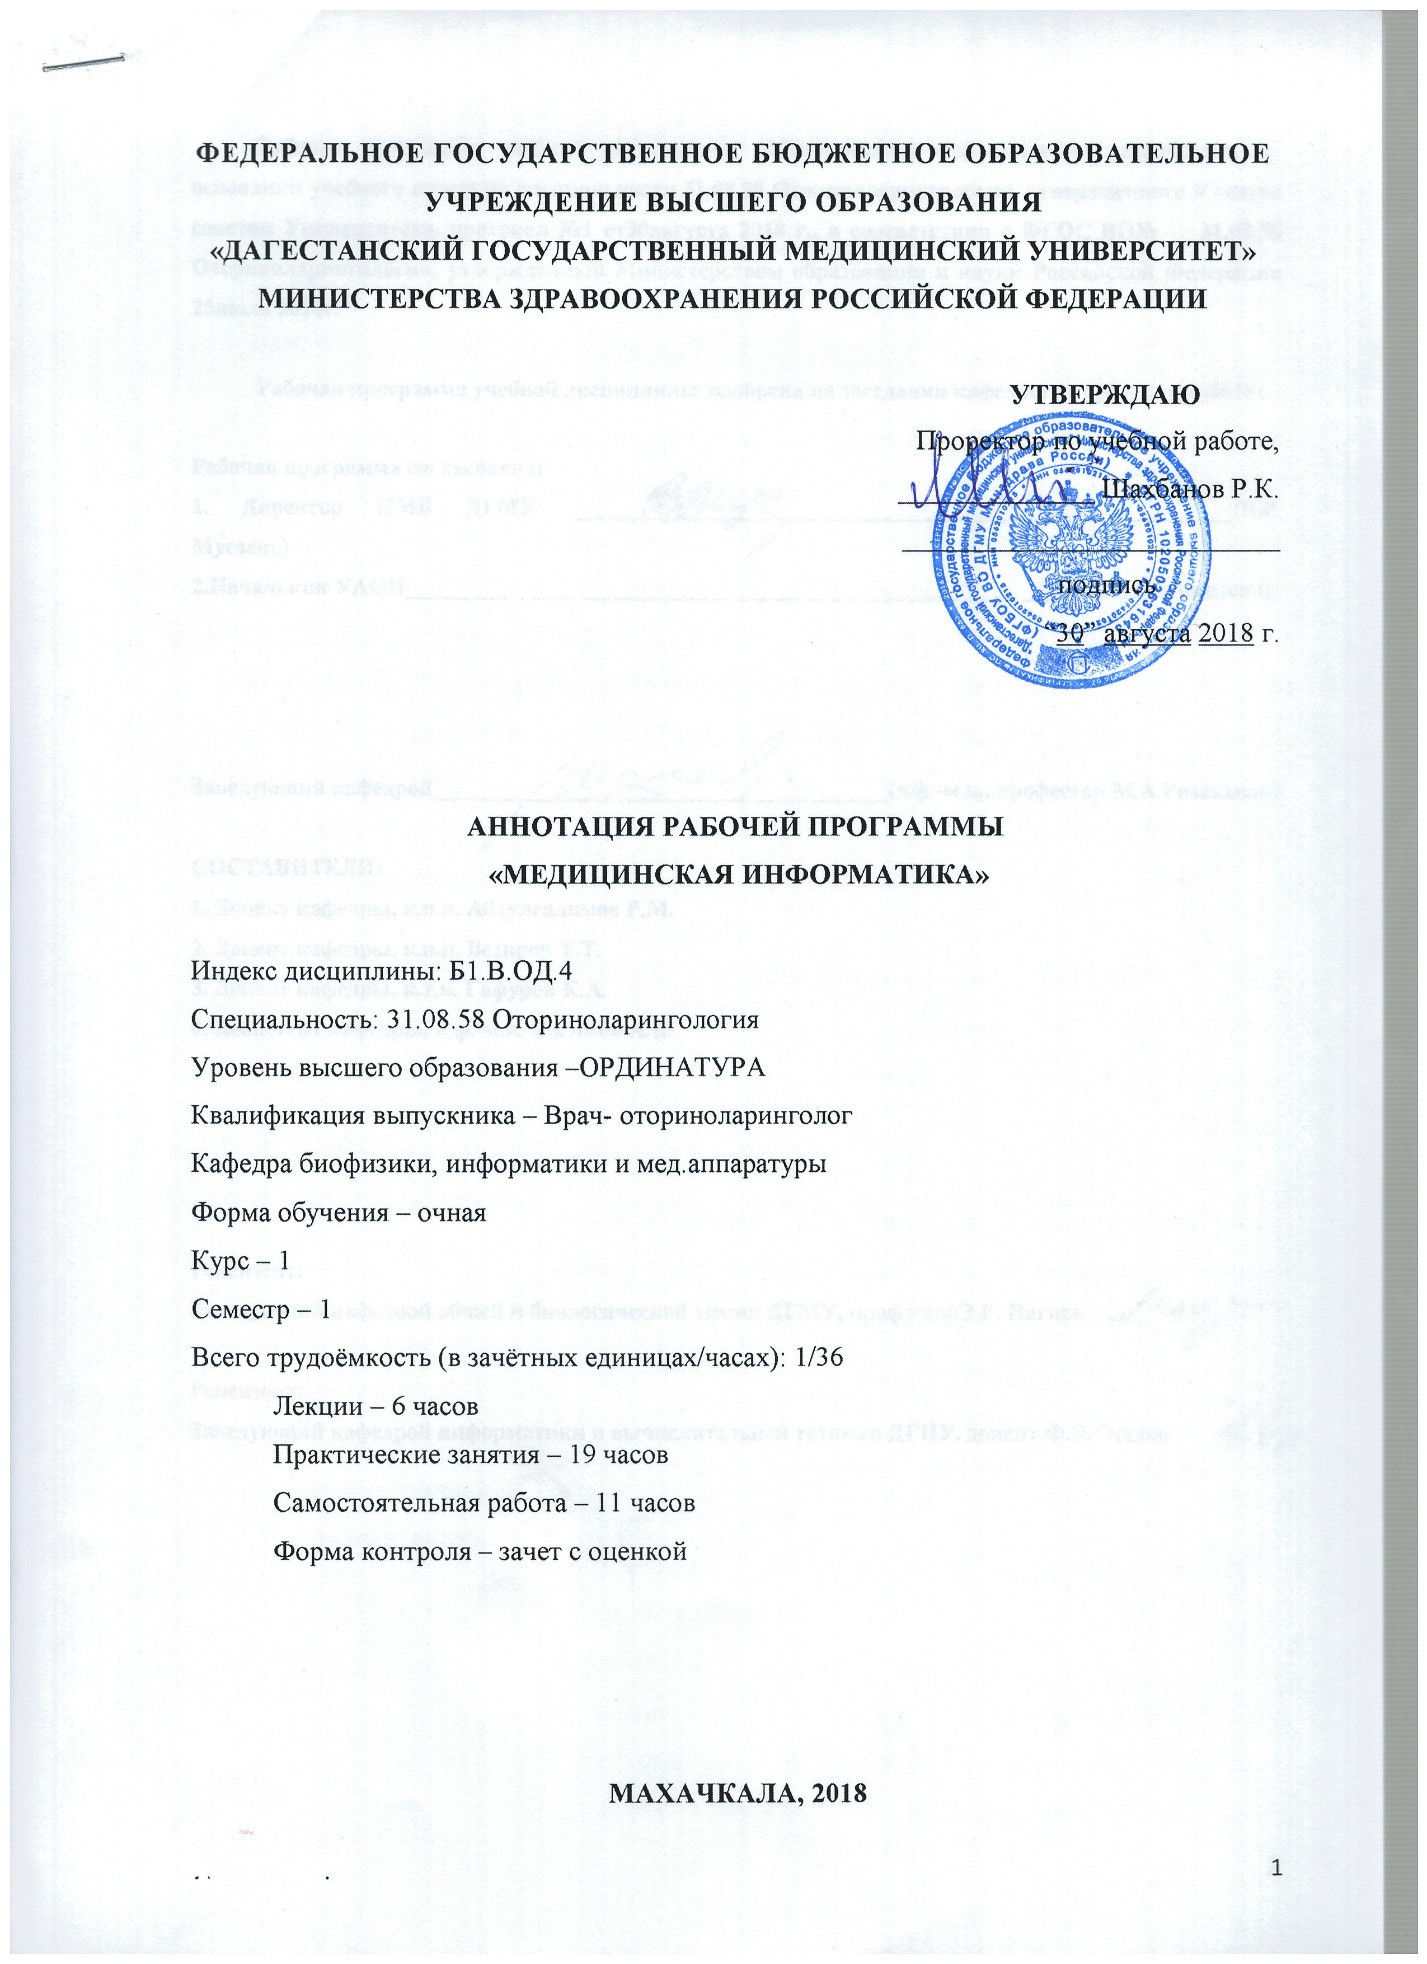 ФЕДЕРАЛЬНОЕ ГОСУДАРСТВЕННОЕ БЮДЖЕТНОЕ ОБРАЗОВАТЕЛЬНОЕ
УЧРЕЖДЕНИЕ ВЫСШЕГО ОБРАЗОВАНИЯ
«ДАГЕСТАНСКИЙ ГОСУДАРСТВЕННЫЙ МЕДИЦИНСКИЙ УНИВЕРСИТЕТ»
МИНИСТЕРСТВА ЗДРАВООХРАНЕНИЯ РОССИЙСКОЙ ФЕДЕРАЦИИ
УТВЕРЖДАЮ
Проректор по учебной работе,
Шахбанов Р.К.
подпись
“30” августа 2018 г.
АННОТАЦИЯ РАБОЧЕЙ ПРОГРАММЫ
«МЕДИЦИНСКАЯ ИНФОРМАТИКА»
Индекс дисциплины: Б1.В.ОД.4
Специальность: 31.08.58 Оториноларингология
Уровень высшего образования –ОРДИНАТУРА
Квалификация выпускника – Врач- оториноларинголог
Кафедра биофизики, информатики и мед.аппаратуры
Форма обучения – очная
Курс – 1
Семестр – 1
Всего трудоёмкость (в зачётных единицах/часах): 1/36
Лекции – 6 часов
Практические занятия – 19 часов
Самостоятельная работа – 11 часов
Форма контроля – зачет с оценкой
МАХАЧКАЛА, 2018
1